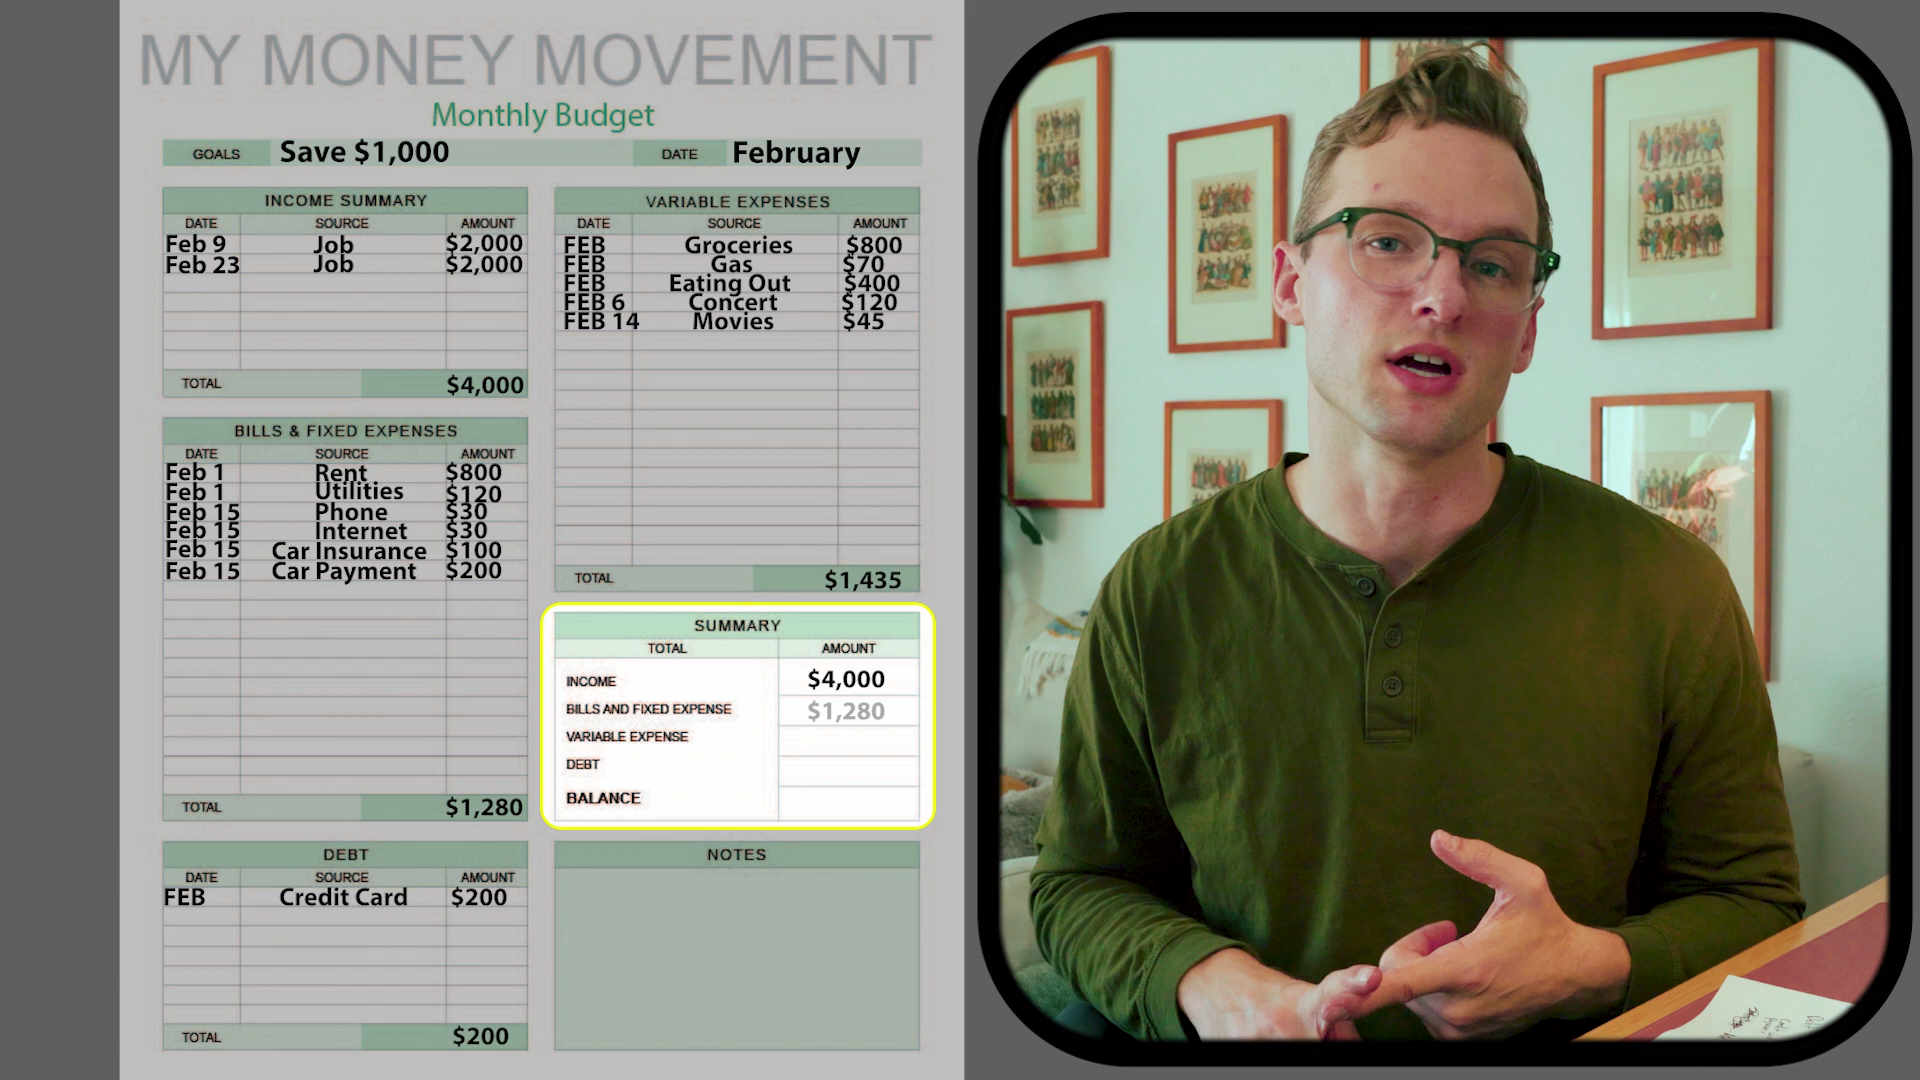 MY MONEY MOVEMENT
Monthly Budget
GOALS Save $1,000 DATE February
INCOME SUMMARY
DATE SOURCE AMOUNT
Feb 9 Job $2,000
Feb 23 Job $2,000
TOTAL $4,000
BILLS & FIXED EXPENSES
DATE SOURCE AMOUNT
Feb 1 Rent $800
Feb 1 Utilities $120
Feb 15 Phone $30
Feb 15 Internet $30
Feb 15 Car Insurance $100
Feb 15 Car Payment $200
TOTAL $1,280
DEBT
DATE SOURCE AMOUNT
FEB Credit Card $200
TOTAL $200
VARIABLE EXPENSES
DATE SOURCE AMOUNT
FEB Groceries $800
FEB Gas $70
FEB Eating Out $400
FEB 6 Concert $120
FEB 14 Movies $45
TOTAL $1,435
SUMMARY
TOTAL AMOUNT
INCOME $4,000
BILLS AND FIXED EXPENSE $1,280
VARIABLE EXPENSE
DEBT
BALANCE
NOTES